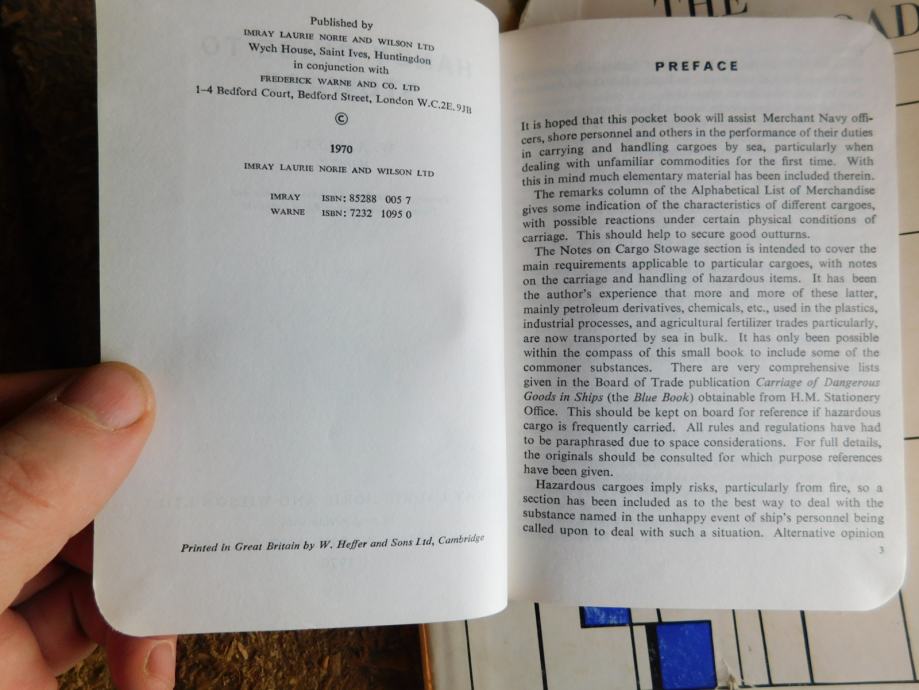 Published by
IMRAY LAURIE NORIE AND WILSON LTD
Wych House, Saint Ives, Huntingdon
in conjunction with
FREDERICK WARNE AND CO. LTD
1–4 Bedford Court, Bedford Street, London W.C.2E.9JB
©
1970
IMRAY LAURIE NORIE AND WILSON LTD
IMRAY ISBN: 85288 005 7
WARNE ISBN: 7232 1095 0
Printed in Great Britain by W. Heffer and Sons Ltd, Cambridge
PREFACE
It is hoped that this pocket book will assist Merchant Navy offi-
cers, shore personnel and others in the performance of their duties
in carrying and handling cargoes by sea, particularly when
dealing with unfamiliar commodities for the first time. With
this in mind much elementary material has been included therein.
The remarks column of the Alphabetical List of Merchandise
gives some indication of the characteristics of different cargoes,
with possible reactions under certain physical conditions of
carriage. This should help to secure good outturns.
The Notes on Cargo Stowage section is intended to cover the
main requirements applicable to particular cargoes, with notes
on the carriage and handling of hazardous items. It has been
the author's experience that more and more of these latter,
mainly petroleum derivatives, chemicals, etc., used in the plastics,
industrial processes, and agricultural fertilizer trades particularly,
are now transported by sea in bulk. It has only been possible
within the compass of this small book to include some of the
commoner substances. There are very comprehensive lists
given in the Board of Trade publication Carriage of Dangerous
Goods in Ships (the Blue Book) obtainable from H.M. Stationery
Office. This should be kept on board for reference if hazardous
cargo is frequently carried. All rules and regulations have had
to be paraphrased due to space considerations. For full details,
the originals should be consulted for which purpose references
have been given.
Hazardous cargoes imply risks, particularly from fire, so a
section has been included as to the best way to deal with the
substance named in the unhappy event of ship's personnel being
called upon to deal with such a situation. Alternative opinion
3
THE